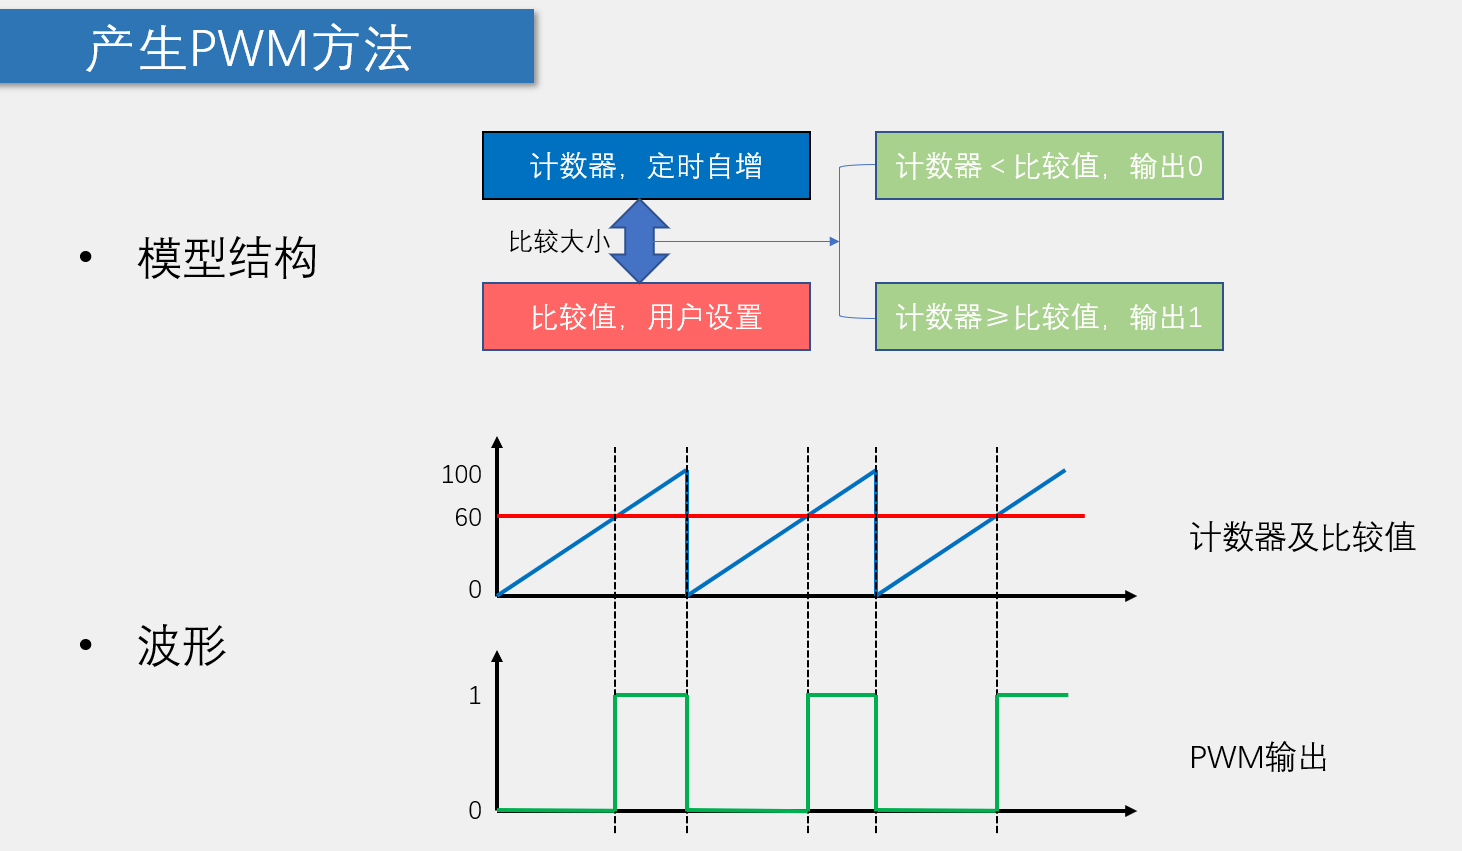 产生PWM方法
计数器，定时自增
计数器 < 比较值，输出0
比较大小
• 模型结构
比较值，用户设置
计数器≥比较值，输出1
100
60
0
计数器及比较值
• 波形
1
0
PWM输出